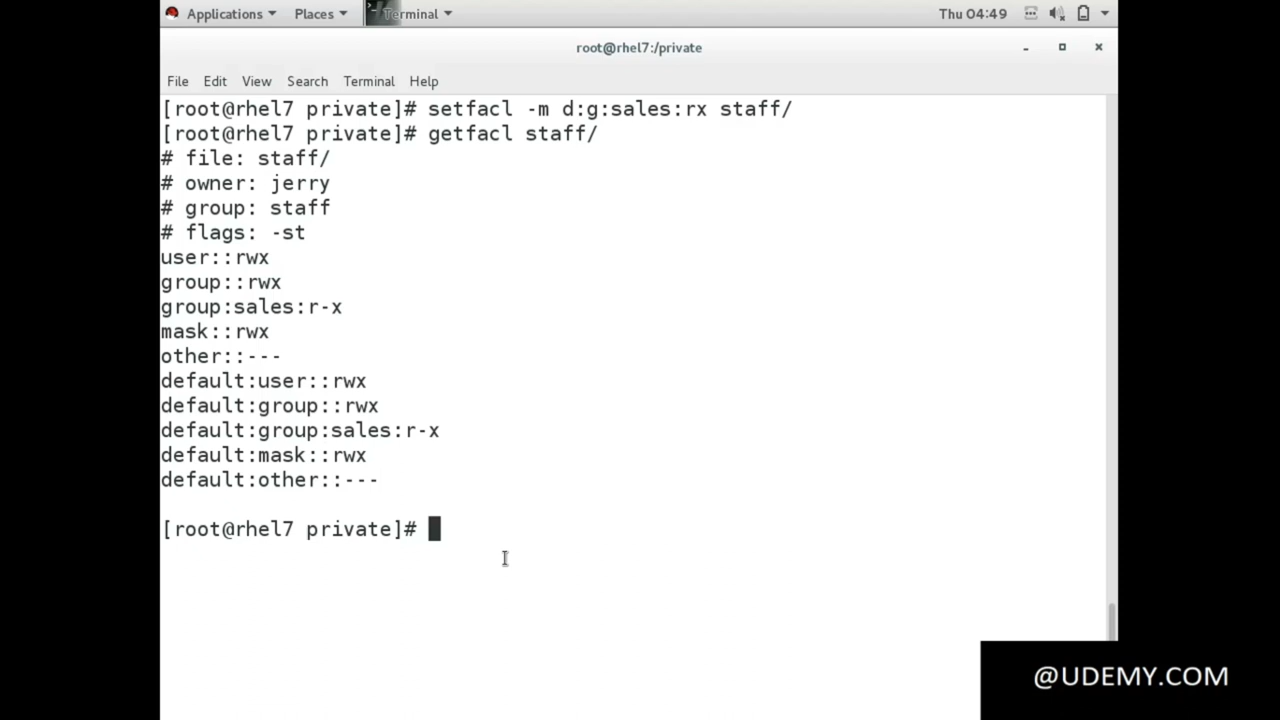 Applications Places Terminal Thu 04:49
root@rhel7:/private
File Edit View Search Terminal Help
[root@rhel7 private]# setfacl -m d:g:sales:rx staff/
[root@rhel7 private]# getfacl staff/
# file: staff/
# owner: jerry
# group: staff
# flags: -st
user::rwx
group::rwx
group:sales:r-x
mask::rwx
other::---
default:user::rwx
default:group::rwx
default:group:sales:r-x
default:mask::rwx
default:other::---
[root@rhel7 private]#
@UDEMY.COM